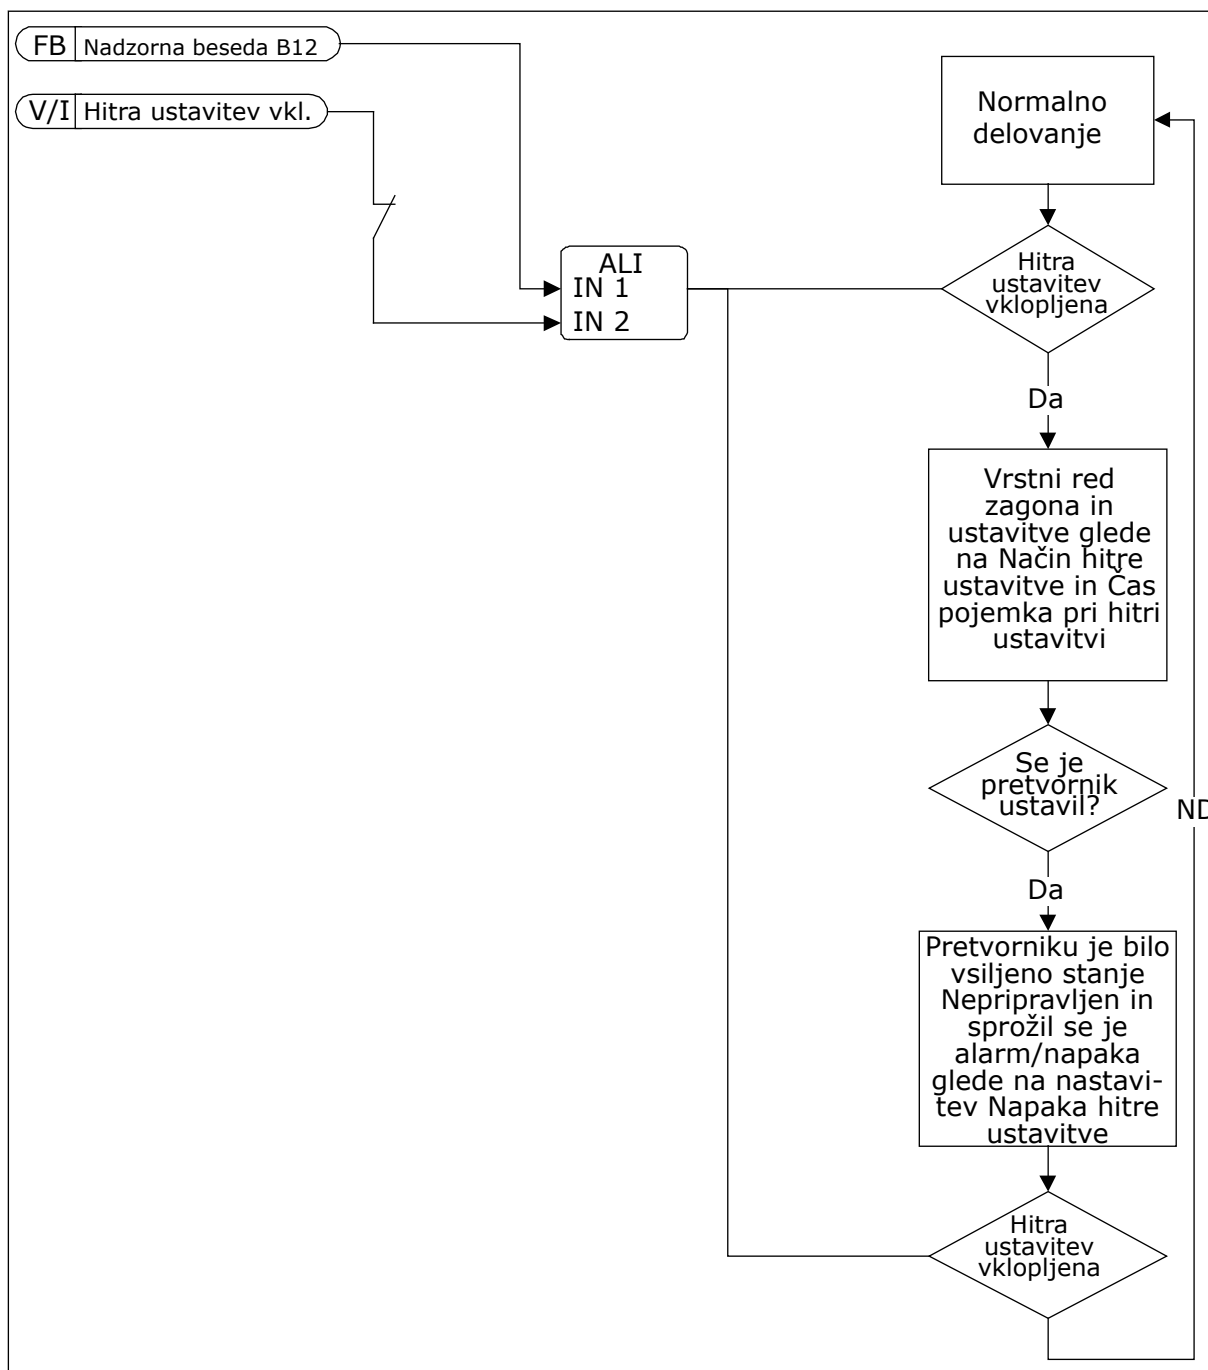 FB Nadzorna beseda B12
V/I Hitra ustavitev vkl.
ALI
IN 1
IN 2
Normalno
delovanje
Hitra
ustavitev
vklopljena
Da
Vrstni red
zagona in
ustavitve glede
na Način hitre
ustavitve in Čas
pojemka pri hitri
ustavitvi
Se je
pretvornik
ustavil?
ND
Da
Pretvorniku je bilo
vsiljeno stanje
Nepripravljen in
sprožil se je
alarm/napaka
glede na nastavi-
tev Napaka hitre
ustavitve
Hitra
ustavitev
vklopljena